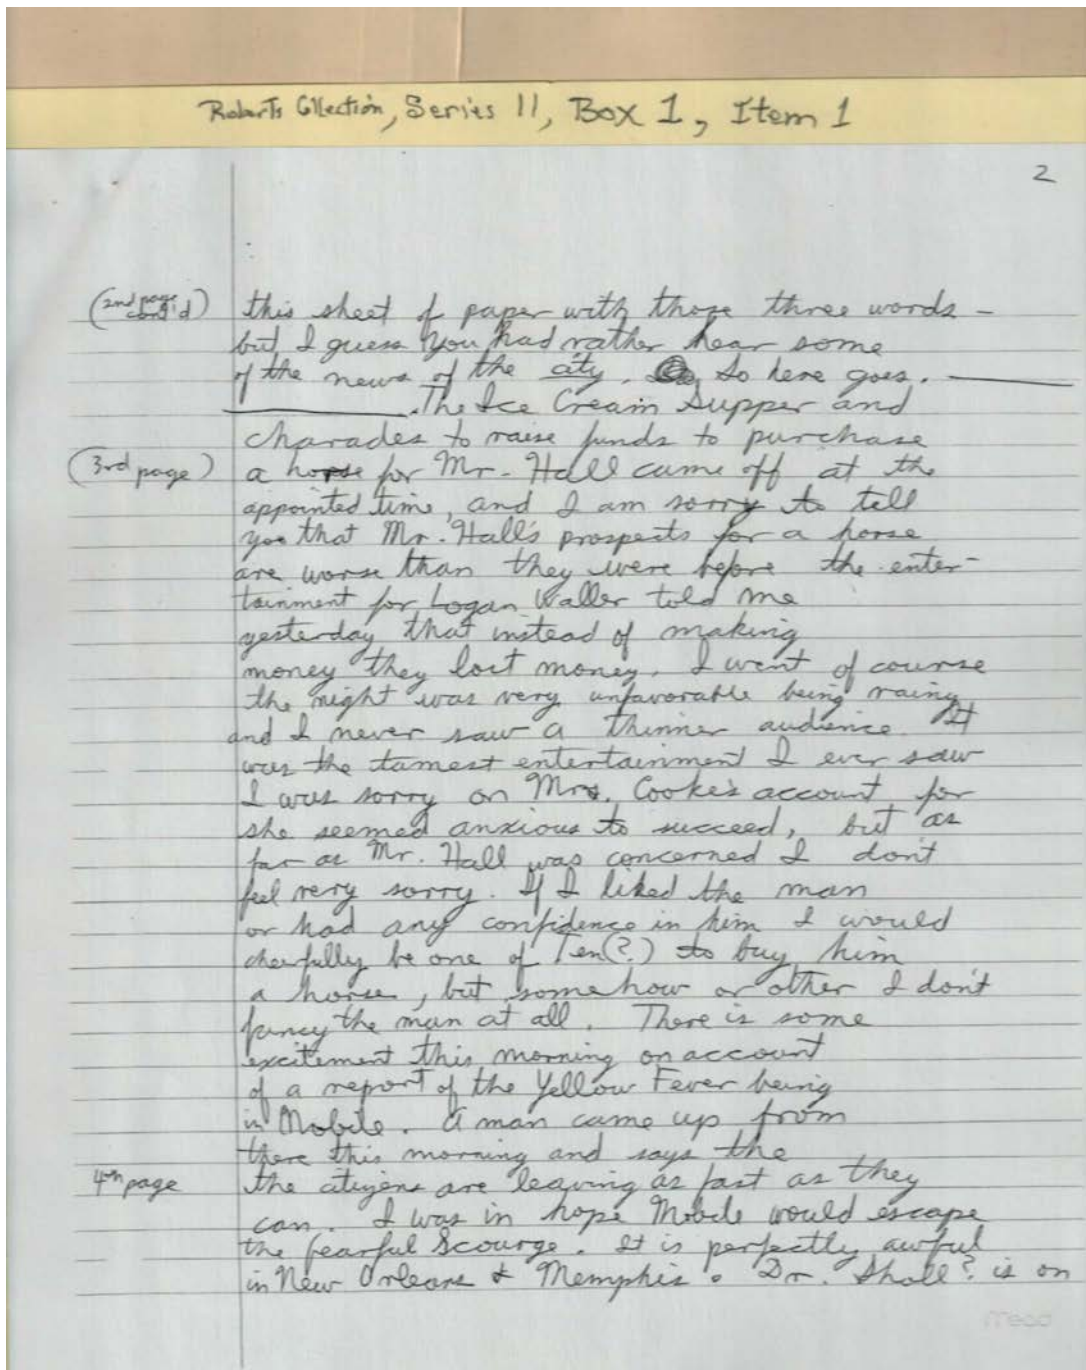 Roberts Collection, Series 11, Box 1, Item 1
2
(2nd page cont'd) this sheet of paper with those three words -
but I guess you had rather hear some
of the news of the city. So here goes.
The Ice Cream Supper and
charades to raise funds to purchase
(3rd page) a horse for Mr. Hall came off at the
appointed time, and I am sorry to tell
you that Mr. Hall's prospects for a horse
are worse than they were before the enter-
tainment for Logan Waller told me
yesterday that instead of making
money they lost money. I went of course
the night was very unfavorable being rainy
and I never saw a thinner audience. It
was the tamest entertainment I ever saw
I was sorry on Mrs. Cooke's account for
she seemed anxious to succeed, but as
far as Mr. Hall was concerned I don't
feel very sorry. If I liked the man
or had any confidence in him I would
cheerfully be one of Ten(?) to buy him
a horse, but somehow or other I don't
fancy the man at all. There is some
excitement this morning on account
of a report of the Yellow Fever being
in Mobile. A man came up from
there this morning and says the
4th page the citizens are leaving as fast as they
can. I was in hope Mobile would escape
the fearful Scourge. It is perfectly awful
in New Orleans & Memphis. Dr. Sholl? is on
Mead